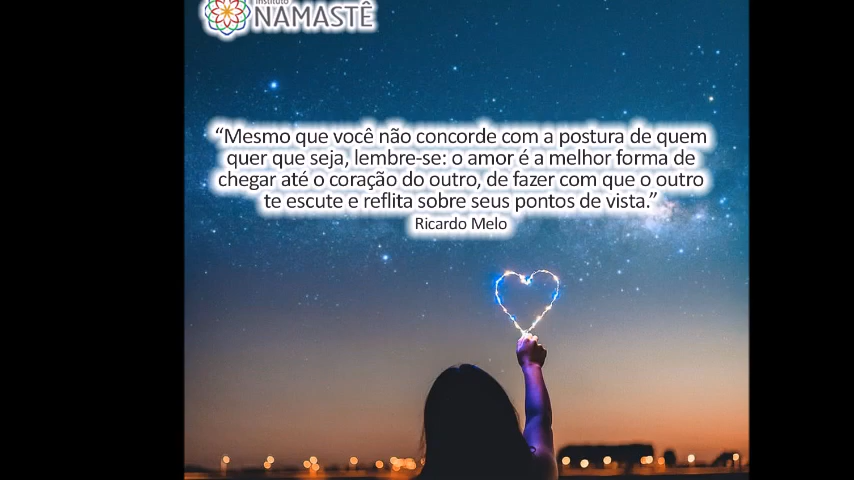 Instituto
NAMASTÊ
“Mesmo que você não concorde com a postura de quem
quer que seja, lembre-se: o amor é a melhor forma de
chegar até o coração do outro, de fazer com que o outro
te escute e reflita sobre seus pontos de vista.”
Ricardo Melo